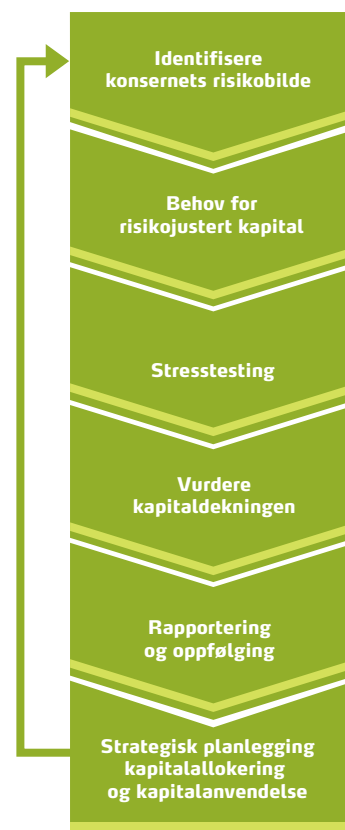 Identifisere
konsernets risikobilde
Behov for
risikojustert kapital
Stresstesting
Vurdere
kapitaldekningen
Rapportering
og oppfølging
Strategisk planlegging
kapitalallokering
og kapitalanvendelse